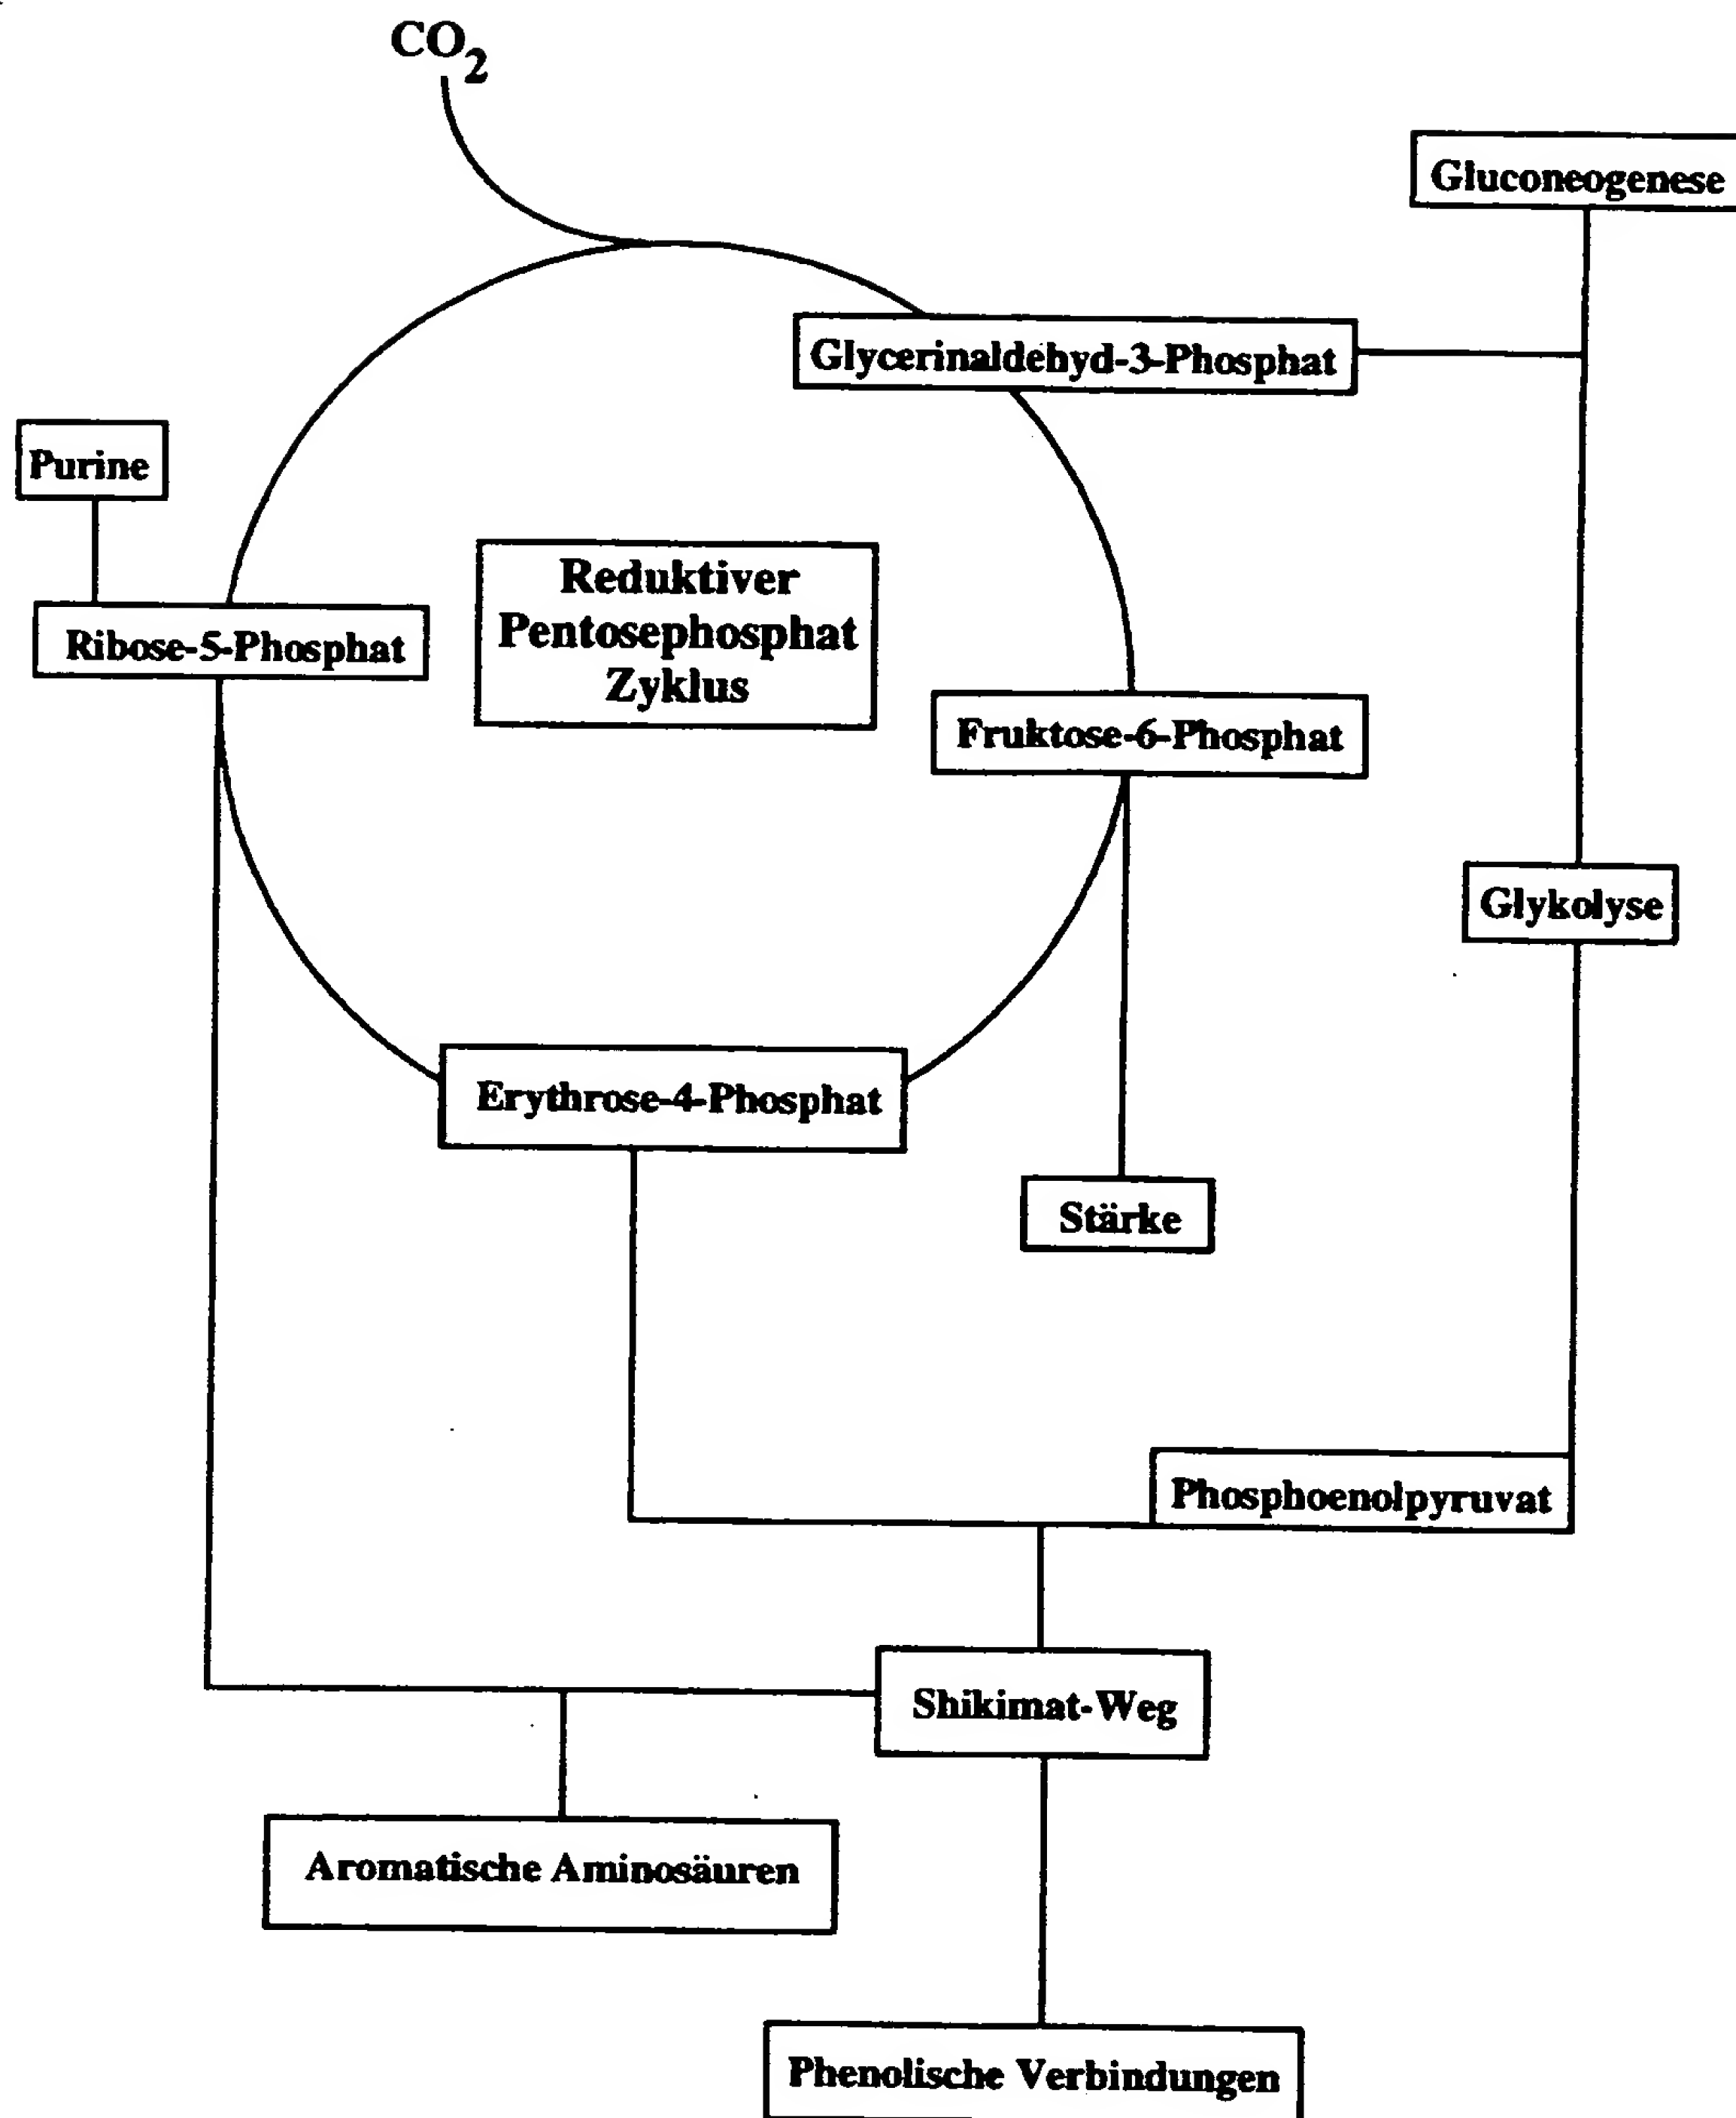 CO2
Gluconeogenese
Glycerinaldehyd-3-Phosphat
Purine
Reduktiver
Pentosephosphat
Zyklus
Ribose-5-Phosphat
Fruktose-6-Phosphat
Glykolyse
Erythrose-4-Phosphat
Stärke
Phosphoenolpyruvat
Shikimat-Weg
Aromatische Aminosäuren
Phenolische Verbindungen